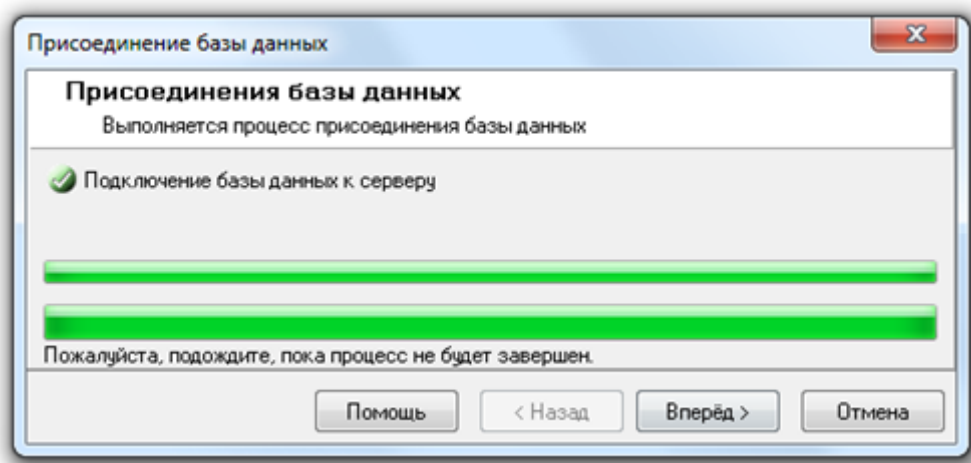 Присоединение базы данных
Присоединения базы данных
Выполняется процесс присоединения базы данных
Подключение базы данных к серверу
Пожалуйста, подождите, пока процесс не будет завершен.
Помощь < Назад Вперёд > Отмена